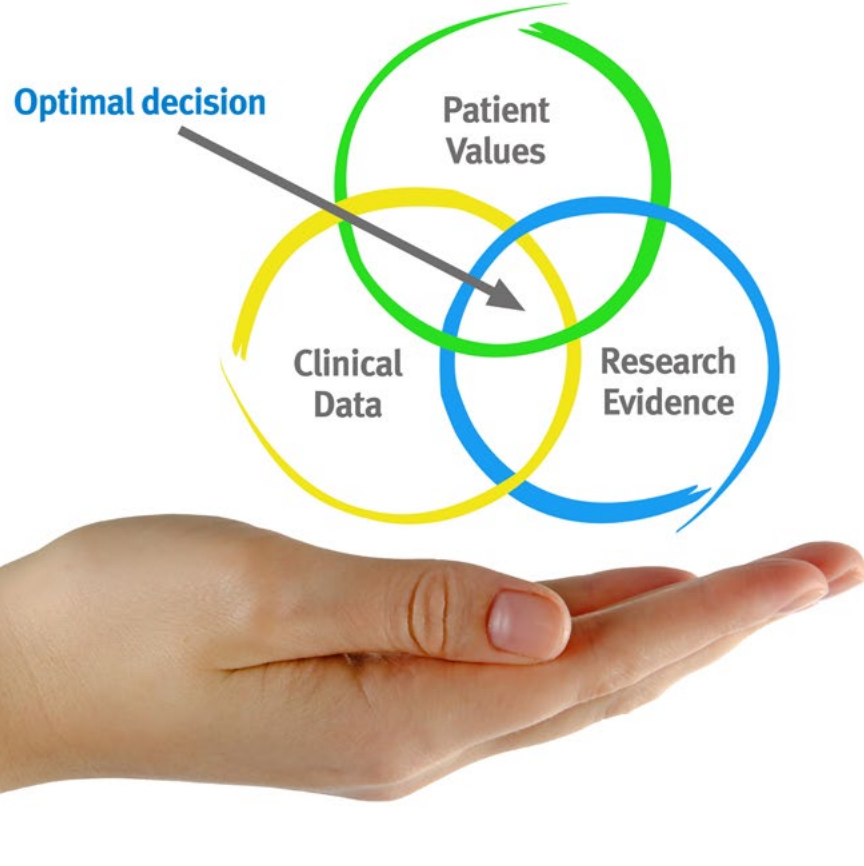 Optimal decision
Patient
Values
Clinical
Data
Research
Evidence